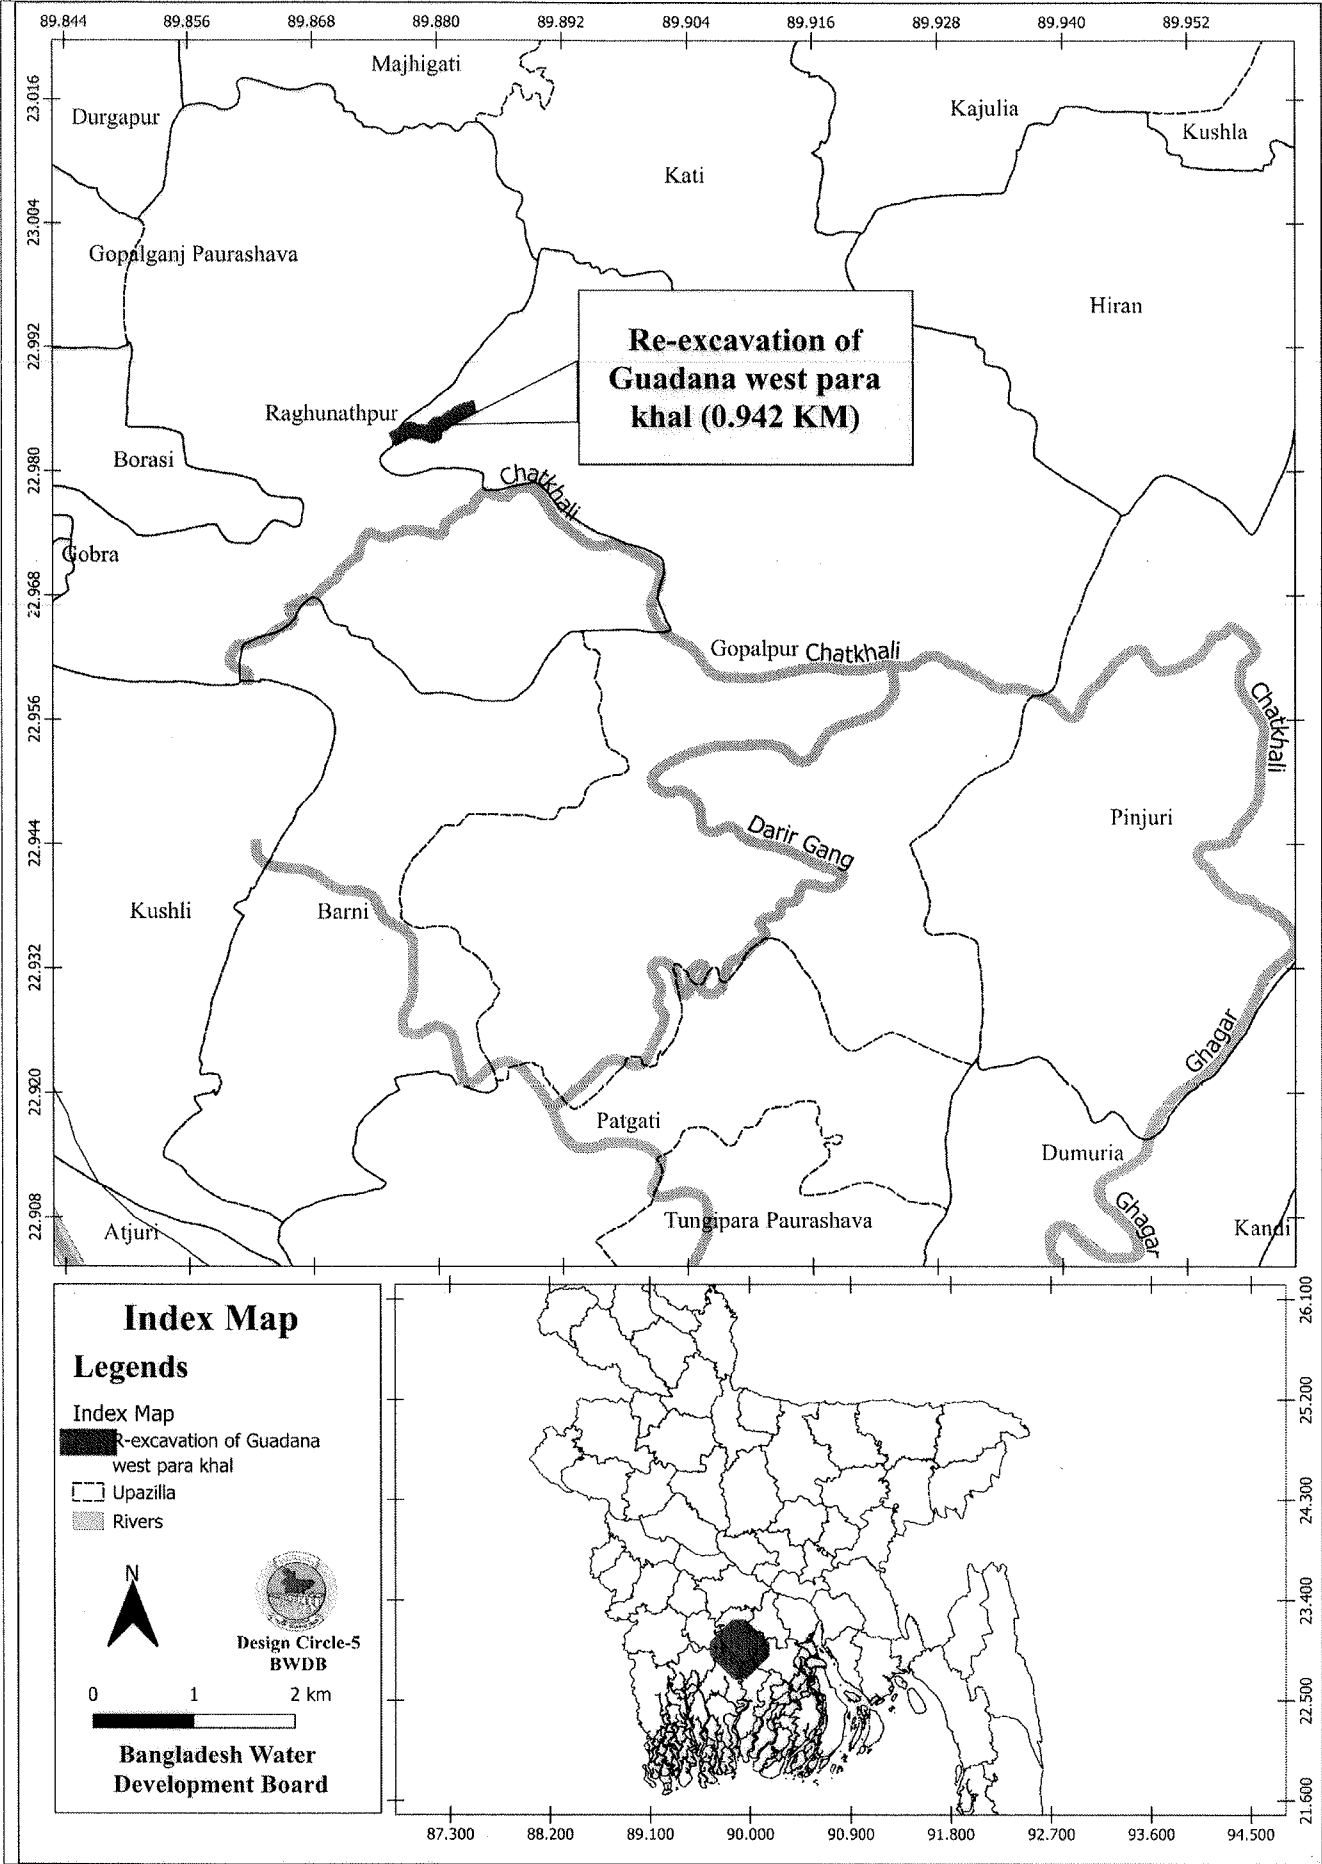 89.844 89.856 89.868 89.880 89.892 89.904 89.916 89.928 89.940 89.952
23.016
23.004
22.992
22.980
22.968
22.956
22.944
22.932
22.920
22.908
Majhigati
Durgapur
Kajulia
Kushla
Kati
Gopalganj Paurashava
Hiran
Re-excavation of
Guadana west para
khal (0.942 KM)
Raghunathpur
Borasi
Chatkhali
Gobra
Gopalpur
Chatkhali
Chatkhali
Pinjuri
Darir Gang
Kushli
Barni
Ghagar
Patgati
Dumuria
Ghagar
Tungipara Paurashava
Kandi
Atjuri
Index Map
Legends
Index Map
R-excavation of Guadana
west para khal
Upazilla
Rivers
N
Design Circle-5
BWDB
0 1 2 km
Bangladesh Water
Development Board
26.100
25.200
24.300
23.400
22.500
21.600
87.300 88.200 89.100 90.000 90.900 91.800 92.700 93.600 94.500